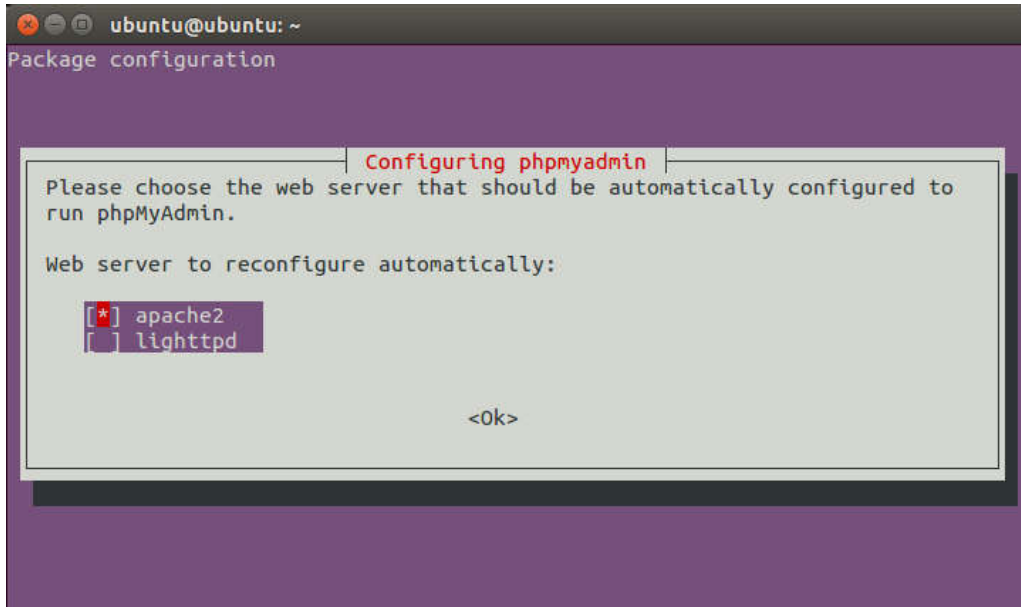 ubuntu@ubuntu: ~
Package configuration
Configuring phpmyadmin
Please choose the web server that should be automatically configured to
run phpMyAdmin.
Web server to reconfigure automatically:
[*] apache2
[ ] lighttpd
<Ok>